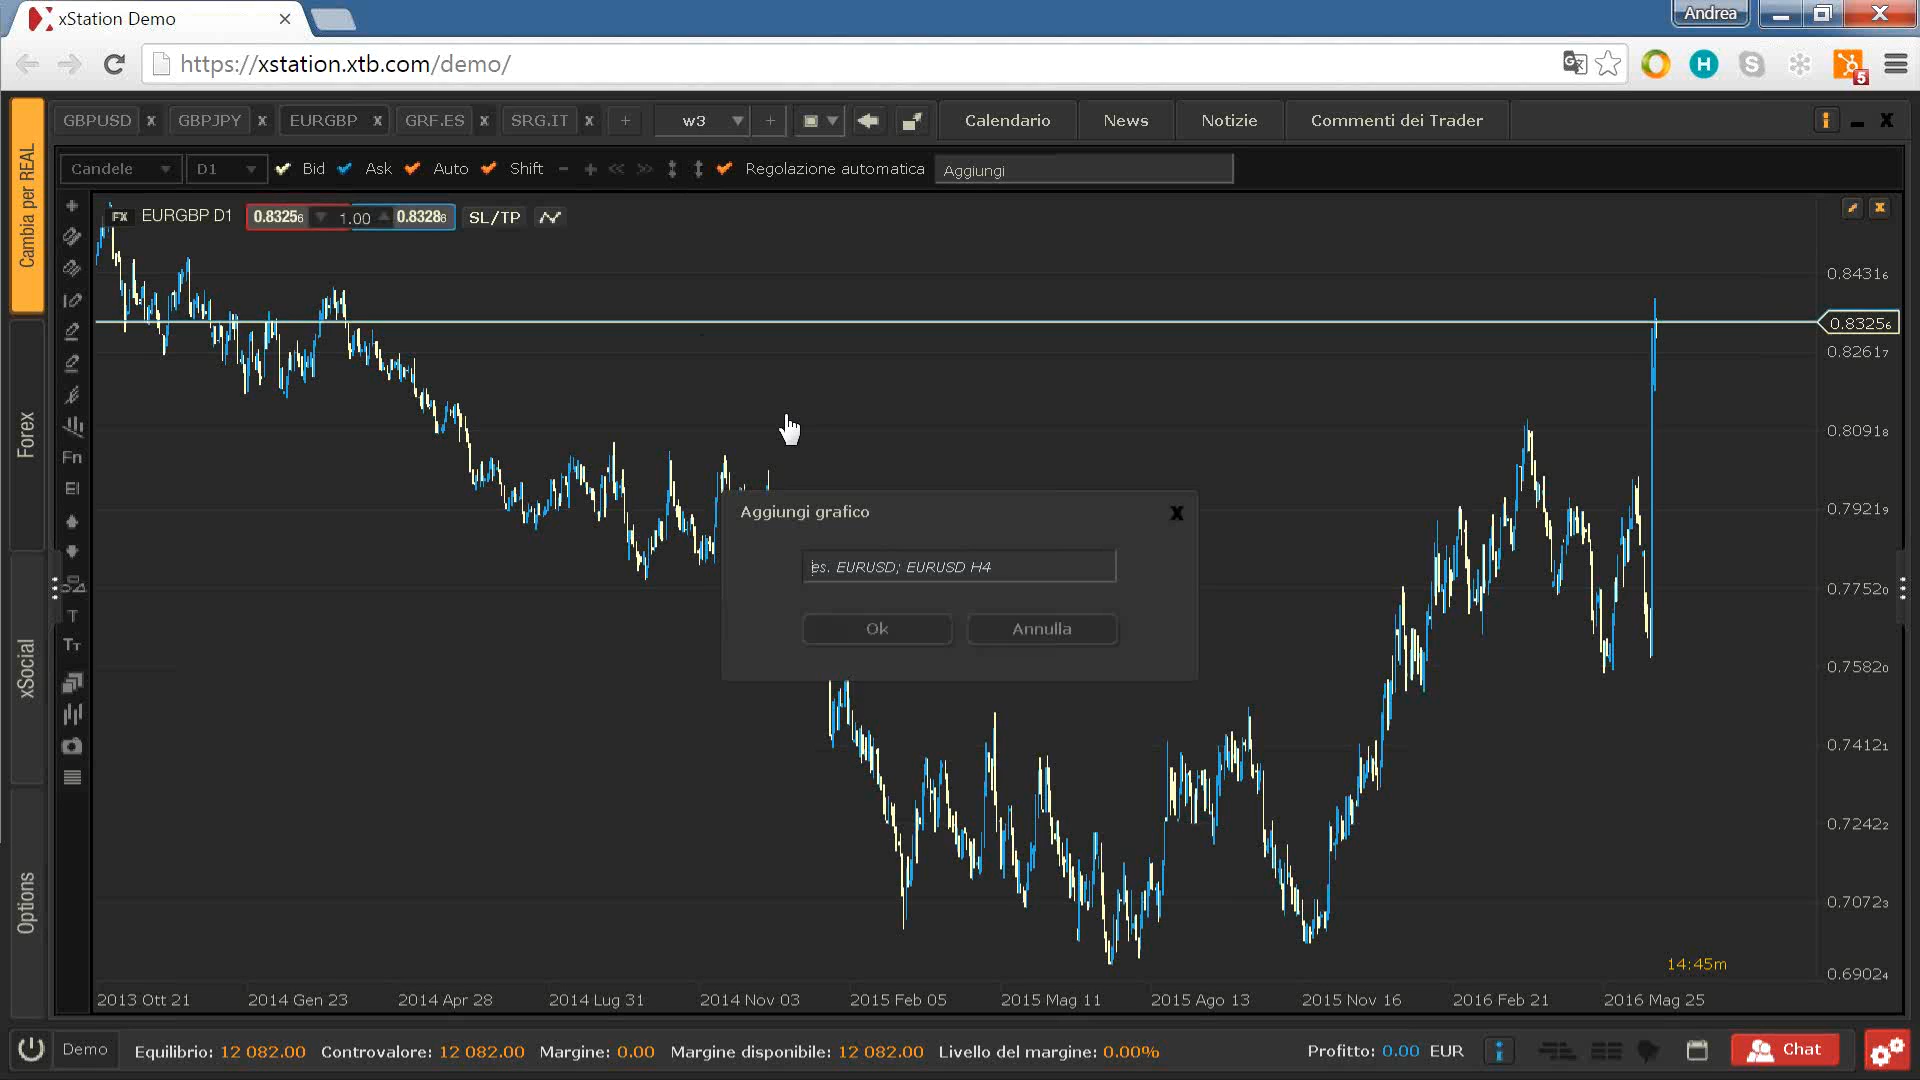 xStation Demo
Andrea
https://xstation.xtb.com/demo/
5
GBPUSD x GBPJPY x EURGBP x GRF.ES x SRG.IT x + w3 + Calendario News Notizie Commenti dei Trader
Candele D1 Bid Ask Auto Shift Regolazione automatica Aggiungi
Cambia per REAL
Forex
xSocial
Options
FX EURGBP D1 0.83256 1.00 0.83286 SL/TP
Fn
El
T
TT
Aggiungi grafico
es. EURUSD; EURUSD H4
Ok Annulla
0.84316
0.83256
0.82617
0.80918
0.79219
0.77520
0.75820
0.74121
0.72422
0.70723
0.69024
14:45m
2013 Ott 21 2014 Gen 23 2014 Apr 28 2014 Lug 31 2014 Nov 03 2015 Feb 05 2015 Mag 11 2015 Ago 13 2015 Nov 16 2016 Feb 21 2016 Mag 25
Demo Equilibrio: 12 082.00 Controvalore: 12 082.00 Margine: 0.00 Margine disponibile: 12 082.00 Livello del margine: 0.00% Profitto: 0.00 EUR Chat